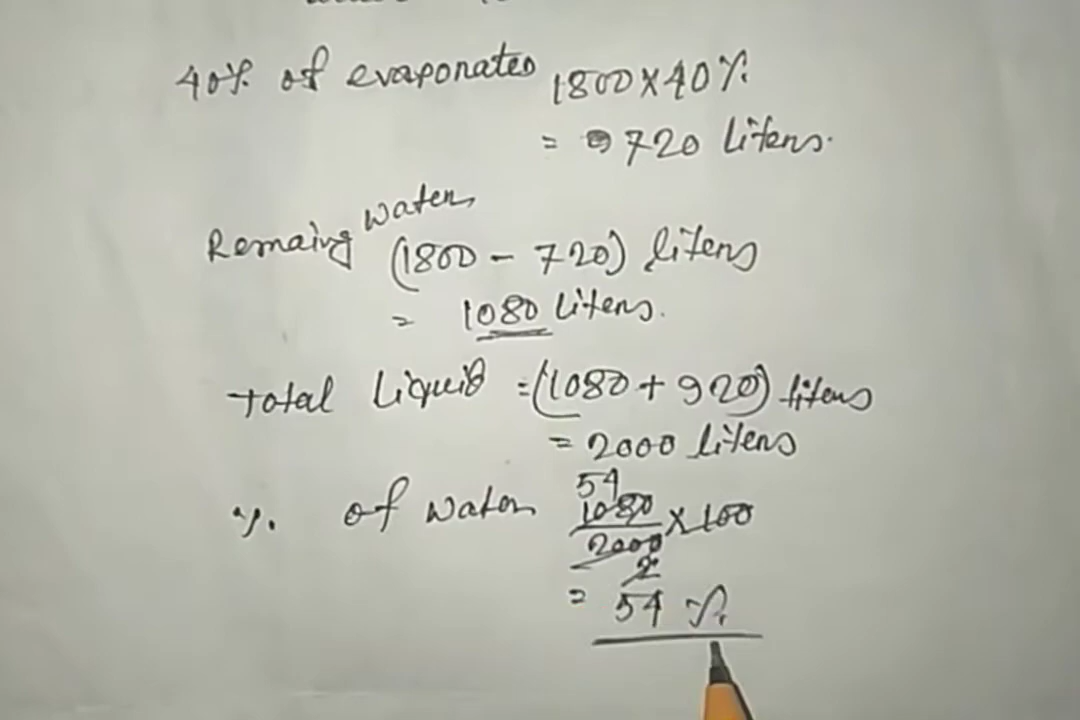 40% of evaporates 1800×40%
= 720 Liters.
Remaing water
(1800 - 720) liters
= 1080 liters.
total Liquid =(1080+920) liters
= 2000 liters
%. of water 54
1080/2000 × 100
2
= 54 %